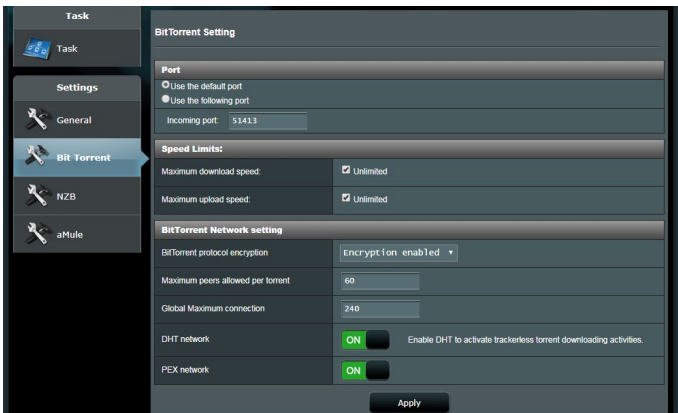 Task
Task
Settings
General
Bit Torrent
NZB
aMule
BitTorrent Setting
Port
Use the default port
Use the following port
Incoming port: 51413
Speed Limits:
Maximum download speed: Unlimited
Maximum upload speed: Unlimited
BitTorrent Network setting
BitTorrent protocol encryption Encryption enabled
Maximum peers allowed per torrent 60
Global Maximum connection 240
DHT network ON Enable DHT to activate trackerless torrent downloading activities.
PEX network ON
Apply